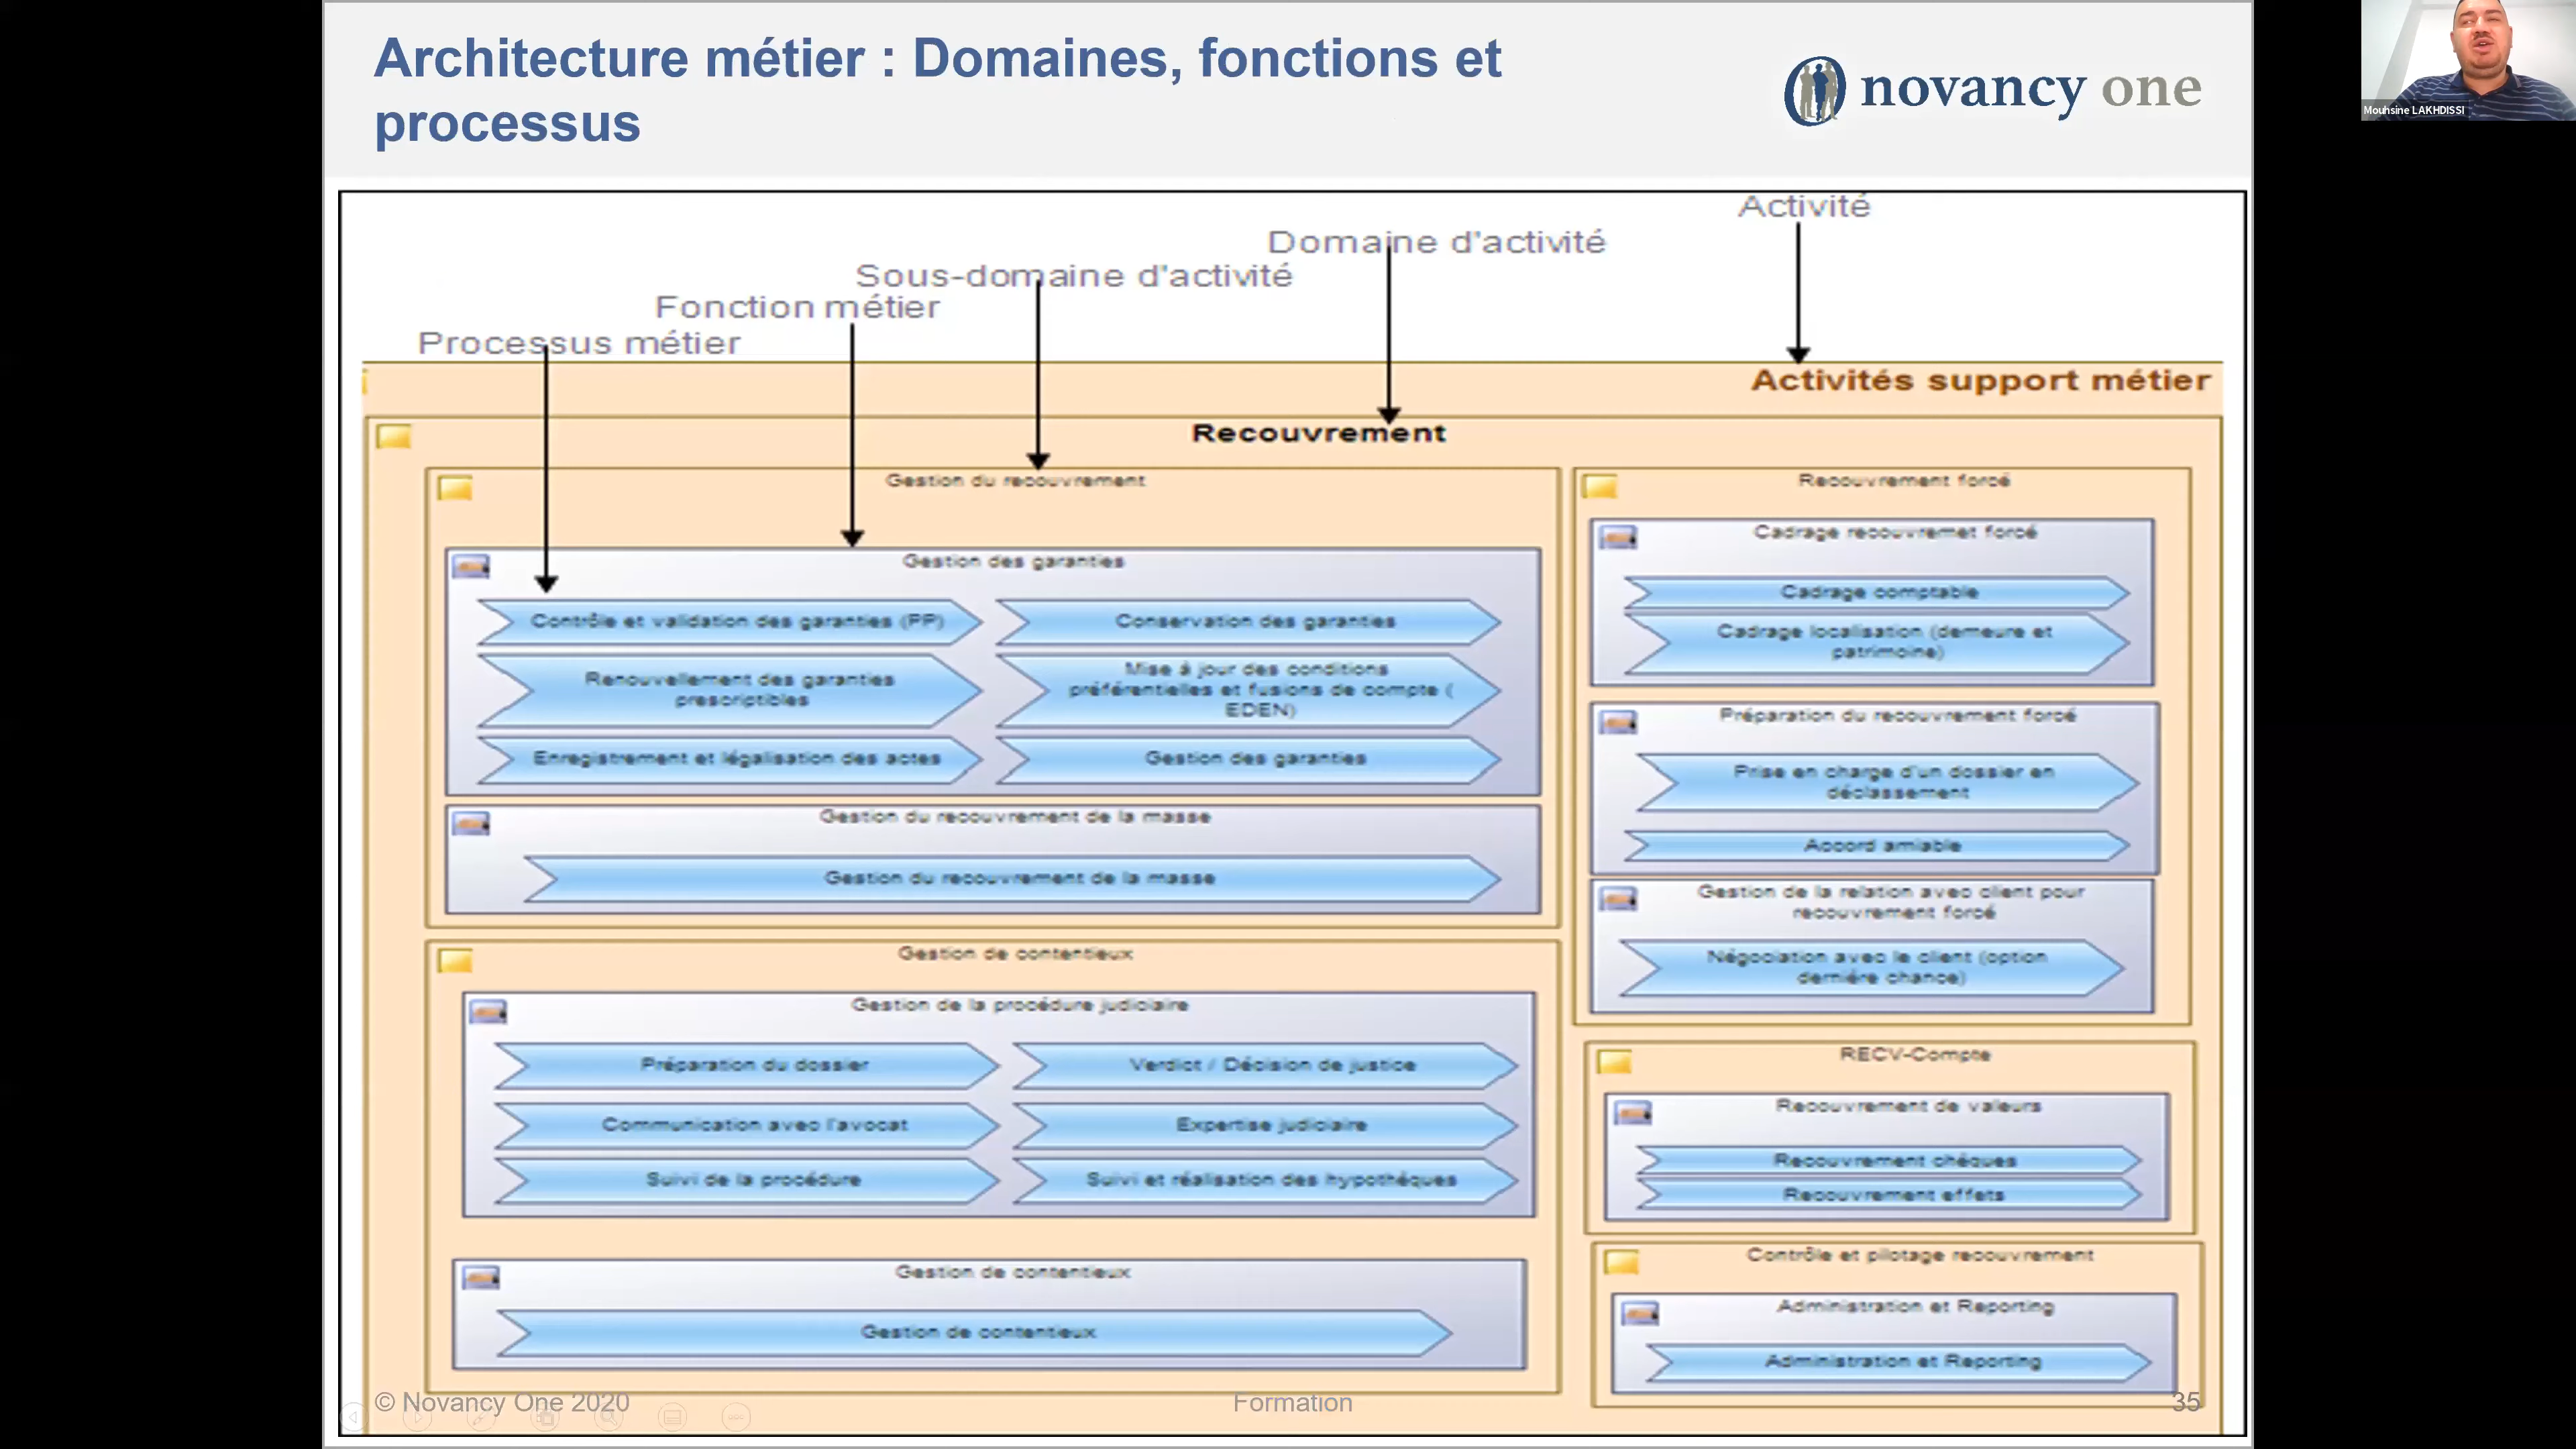 Architecture métier : Domaines, fonctions et
processus
novancy one
Mouhsine LAKHDISSI
Activité
Domaine d'activité
Sous-domaine d'activité
Fonction métier
Processus métier
Activités support métier
Recouvrement
Gestion du recouvrement
Gestion des garanties
Contrôle et validation des garanties (PP)
Conservation des garanties
Renouvellement des garanties
prescriptibles
Mise à jour des conditions
préférentielles et fusions de compte (
EDEN)
Enregistrement et légalisation des actes
Gestion des garanties
Gestion du recouvrement de la masse
Gestion du recouvrement de la masse
Gestion de contentieux
Gestion de la procédure judiciaire
Préparation du dossier
Verdict / Décision de justice
Communication avec l'avocat
Expertise judiciaire
Suivi de la procédure
Suivi et réalisation des hypothéques
Gestion de contentieux
Gestion de contentieux
Recouvrement forcé
Cadrage recouvremet forcé
Cadrage comptable
Cadrage localisation (demeure et
patrimoine)
Préparation du recouvrement forcé
Prise en charge d'un dossier en
déclassement
Accord amiable
Gestion de la relation avec client pour
recouvrement forcé
Négociation avec le client (option
derniére chance)
RECV-Compte
Recouvrement de valeurs
Recouvrement chéques
Recouvrement effets
Contrôle et pilotage recouvrement
Administration et Reporting
Administration et Reporting
© Novancy One 2020
Formation
35